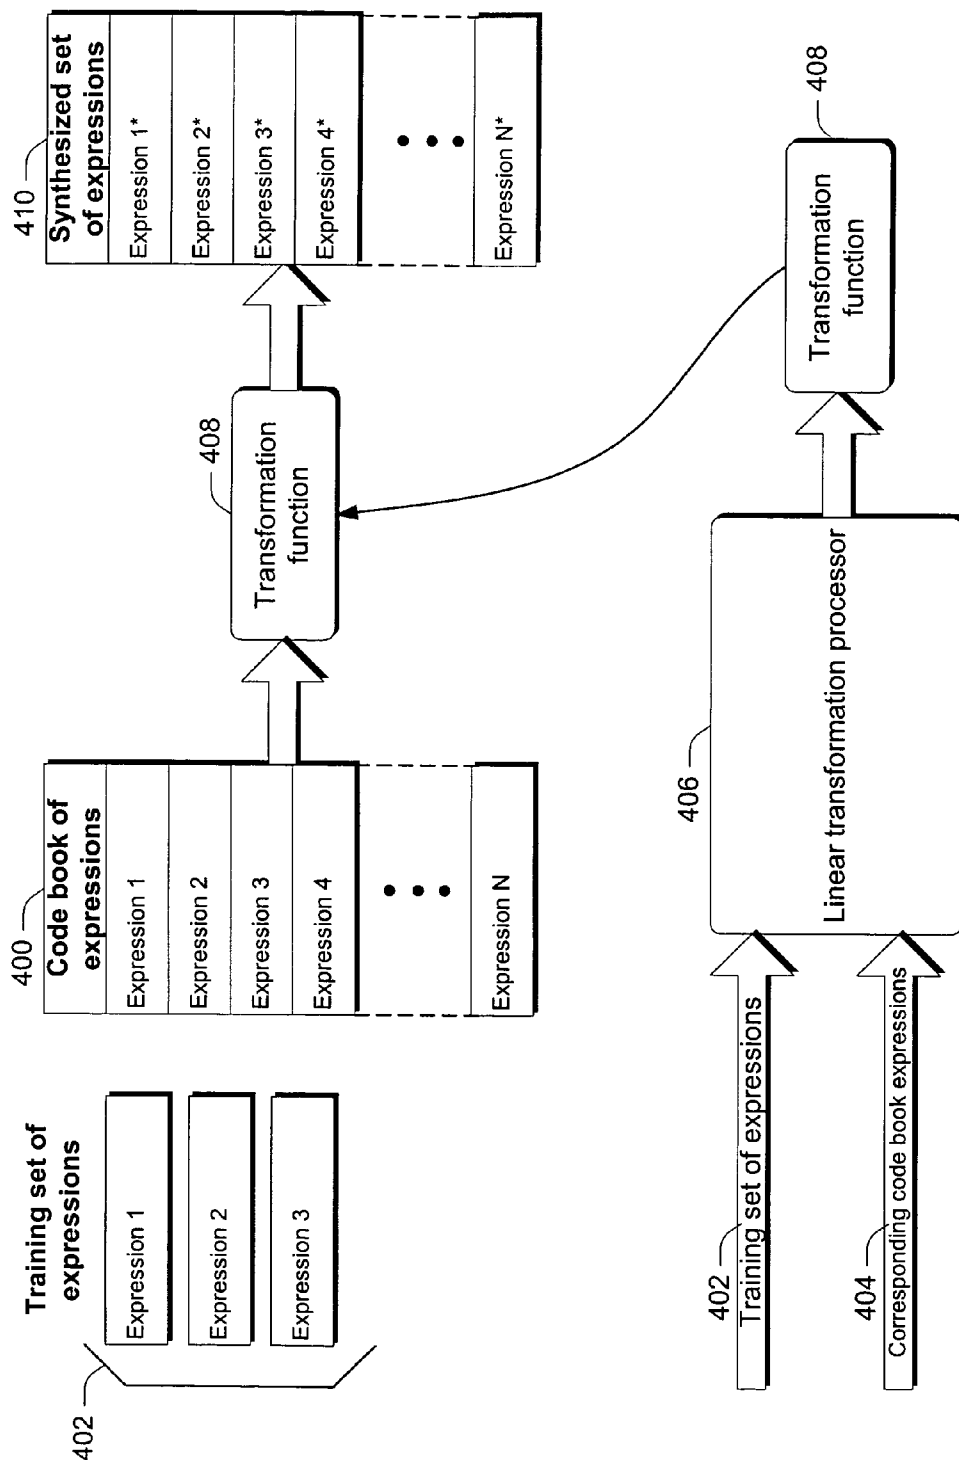 402
Training set of
expressions
Expression 1
Expression 2
Expression 3
400
Code book of
expressions
Expression 1
Expression 2
Expression 3
Expression 4
Expression N
408
Transformation
function
410
Synthesized set
of expressions
Expression 1*
Expression 2*
Expression 3*
Expression 4*
Expression N*
402
Training set of expressions
404
Corresponding code book expressions
406
Linear transformation processor
408
Transformation
function